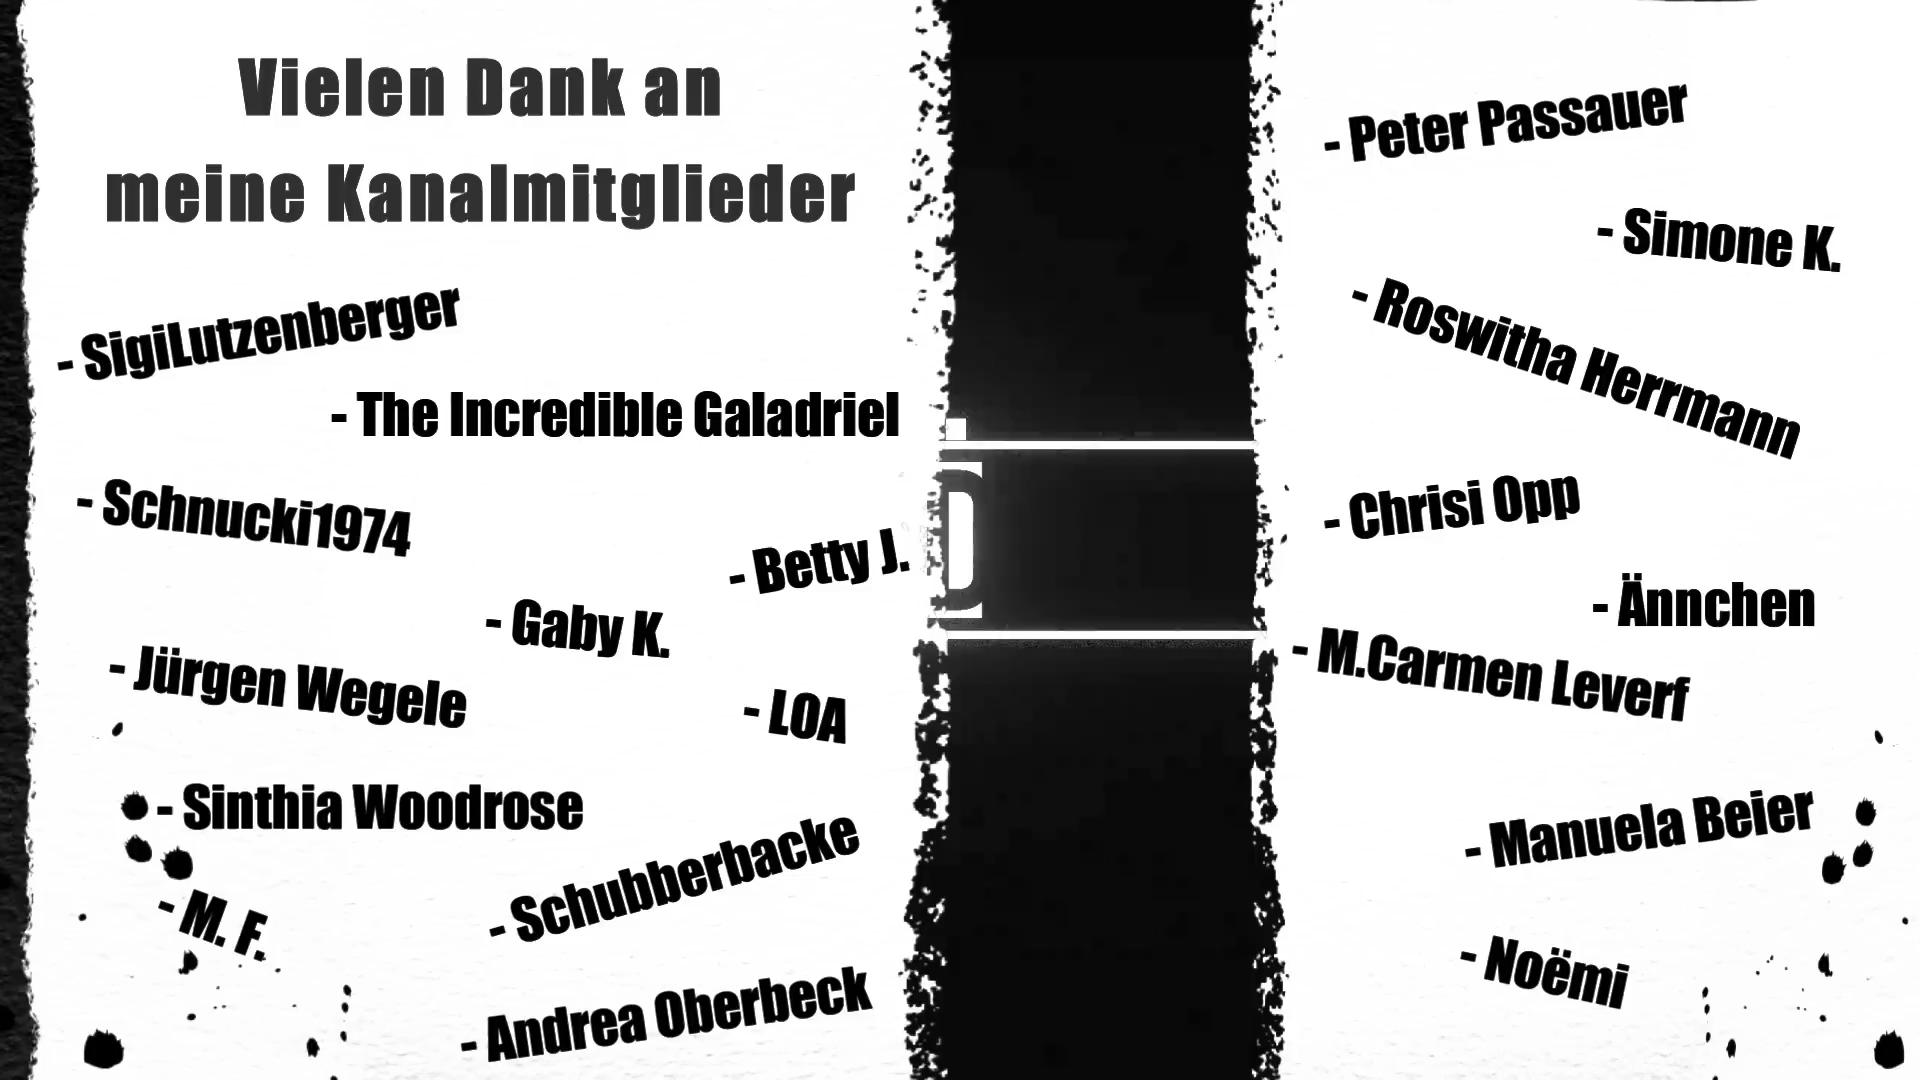 Vielen Dank an
meine Kanalmitglieder
- SigiLutzenberger
- The Incredible Galadriel
- Schnucki1974
- Betty J.
- Gaby K.
- Jürgen Wegele
- LOA
- Sinthia Woodrose
- Schubberbacke
- M. F.
- Andrea Oberbeck
- Peter Passauer
- Simone K.
- Roswitha Herrmann
- Chrisi Opp
- Ännchen
- M.Carmen Leverf
- Manuela Beier
- Noëmi